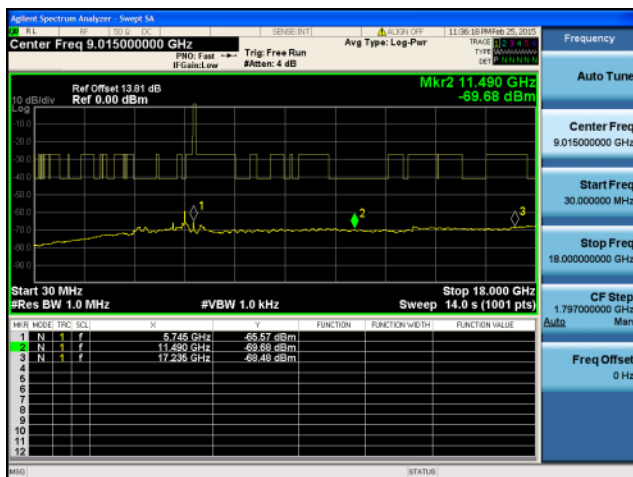 Agilent Spectrum Analyzer - Swept SA
RL RF 50 Ω DC SENSE:INT ALIGN OFF 11:36:18 PM Feb 25, 2015
Center Freq 9.015000000 GHz
PNO: Fast
IFGain:Low
Trig: Free Run
#Atten: 4 dB
Avg Type: Log-Pwr
TRACE 1 2 3 4 5 6
TYPE
DET P N N N N N
Ref Offset 13.81 dB
10 dB/div Ref 0.00 dBm
Log
Mkr2 11.490 GHz
-69.68 dBm
-10.0
-20.0
-30.0
-40.0
-50.0
-60.0
-70.0
-80.0
-90.0
1
2
3
Start 30 MHz Stop 18.000 GHz
#Res BW 1.0 MHz #VBW 1.0 kHz Sweep 14.0 s (1001 pts)
MKR MODE TRC SCL X Y FUNCTION FUNCTION WIDTH FUNCTION VALUE
1 N 1 f 5.745 GHz -65.57 dBm
2 N 1 f 11.490 GHz -69.68 dBm
3 N 1 f 17.235 GHz -68.48 dBm
4
5
6
7
8
9
10
11
12
MSG STATUS
Frequency
Auto Tune
Center Freq
9.015000000 GHz
Start Freq
30.000000 MHz
Stop Freq
18.000000000 GHz
CF Step
1.797000000 GHz
Auto Man
Freq Offset
0 Hz